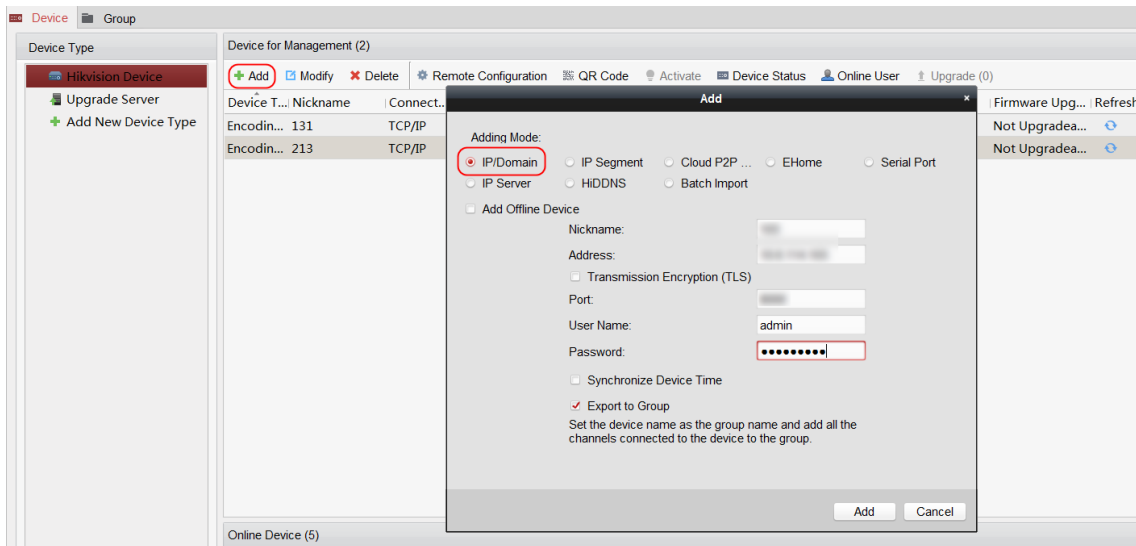 Device Group
Device Type
Hikvision Device
Upgrade Server
Add New Device Type
Device for Management (2)
Add Modify Delete Remote Configuration QR Code Activate Device Status Online User Upgrade (0)
Device T... Nickname Connect... Firmware Upg... Refresh
Encodin... 131 TCP/IP Not Upgradea...
Encodin... 213 TCP/IP Not Upgradea...
Add
Adding Mode:
IP/Domain IP Segment Cloud P2P ... EHome Serial Port
IP Server HiDDNS Batch Import
Add Offline Device
Nickname:
Address:
Transmission Encryption (TLS)
Port:
User Name: admin
Password:
Synchronize Device Time
Export to Group
Set the device name as the group name and add all the
channels connected to the device to the group.
Add Cancel
Online Device (5)